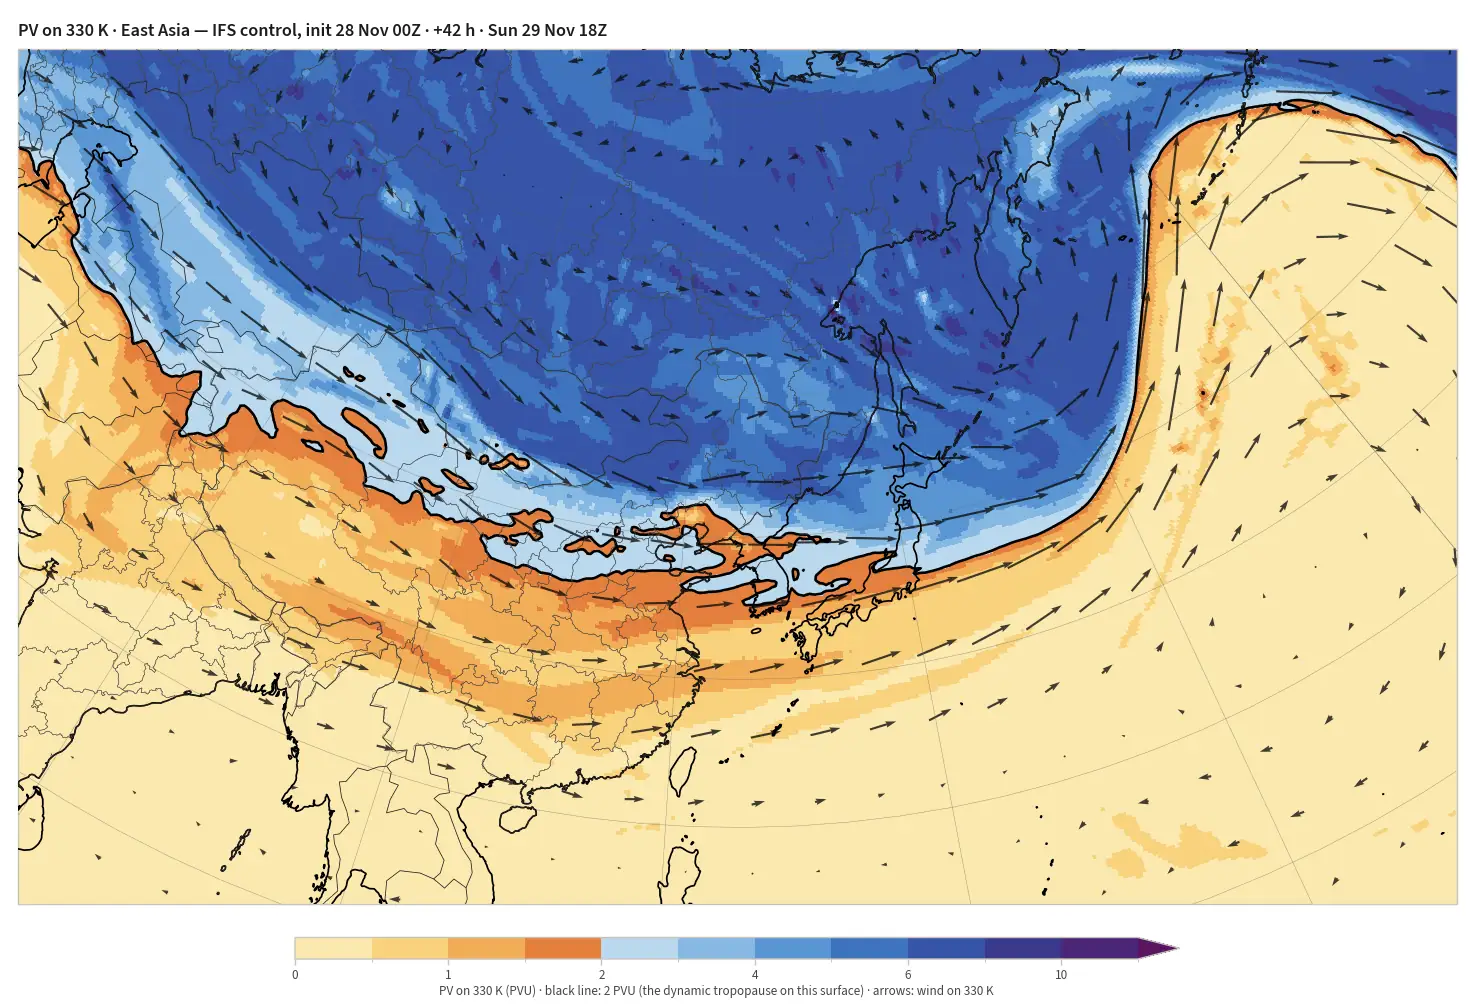 PV on 330 K · East Asia — IFS control, init 28 Nov 00Z · +42 h · Sun 29 Nov 18Z
0 1 2 4 6 10
PV on 330 K (PVU) · black line: 2 PVU (the dynamic tropopause on this surface) · arrows: wind on 330 K